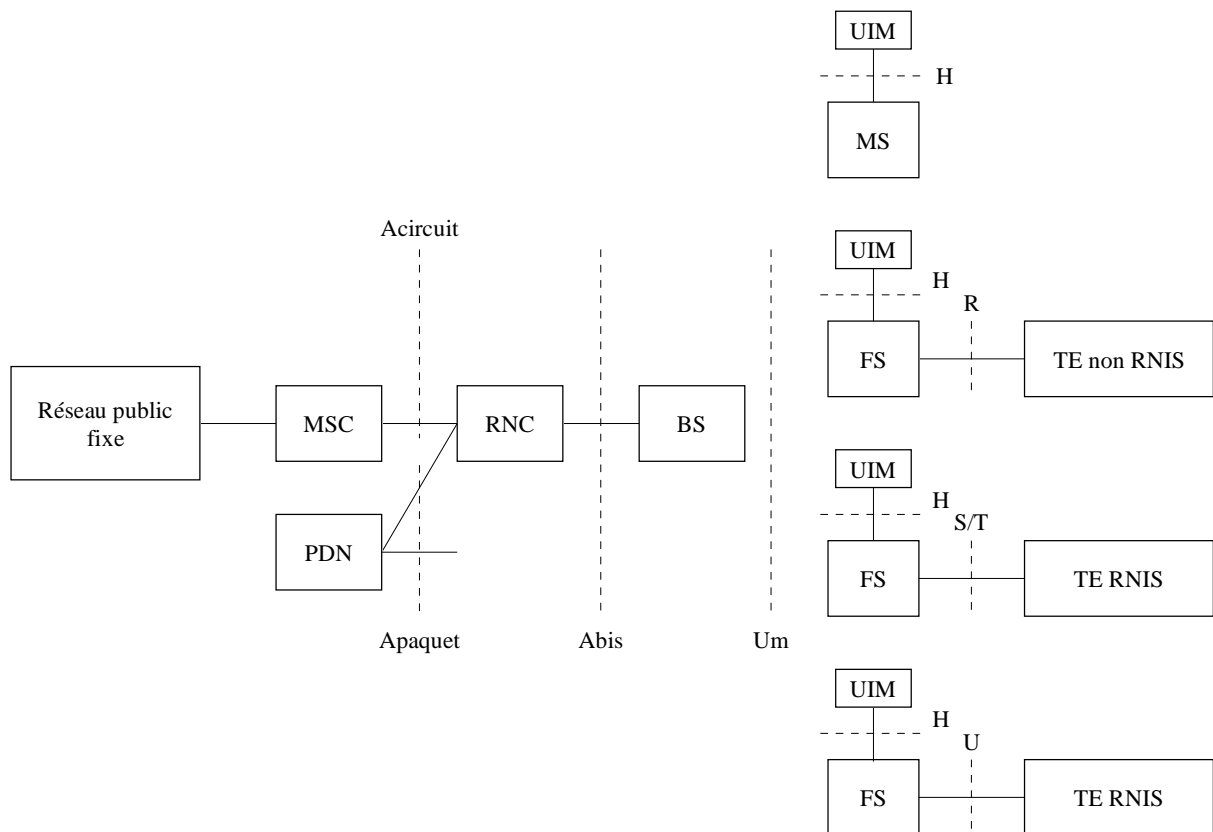 UIM
H
MS
Acircuit
UIM
H
R
FS
TE non RNIS
Réseau public
fixe
MSC
RNC
BS
UIM
H
S/T
PDN
FS
TE RNIS
Apaquet
Abis
Um
UIM
H
U
FS
TE RNIS